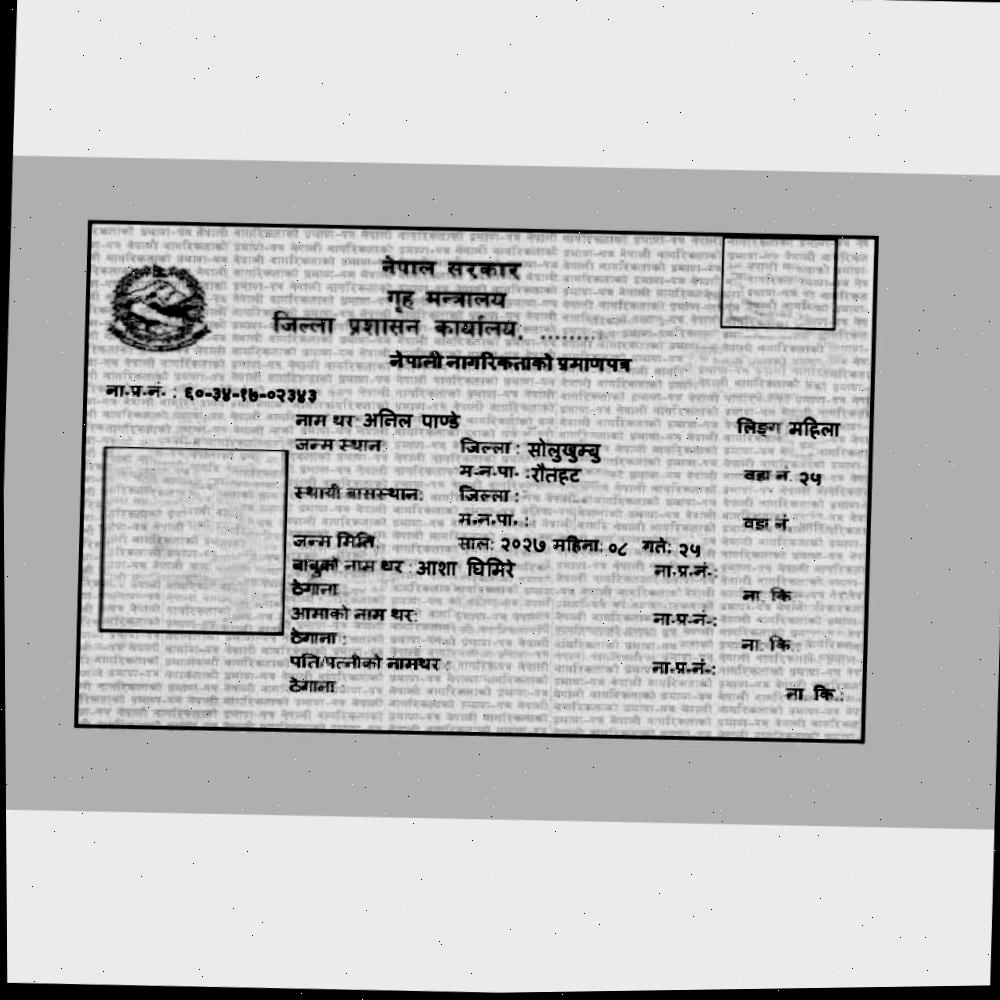 नेपाल सरकार
गृह मन्त्रालय
जिल्ला प्रशासन कार्यालय, ........
नेपाली नागरिकताको प्रमाणपत्र
ना.प्र.नं. : ६०-३४-१७-०२३४३
नाम थर अनिल पाण्डे लिङ्ग महिला
जन्म स्थान जिल्ला : सोलुखुम्बु
म.न.पा. :रौतहट वडा नं. २५
स्थायी बासस्थान: जिल्ला :
म.न.पा. : वडा नं
जन्म मिति: साल: २०२७ महिना: ०८ गते: २५
बाबुको नाम थर : आशा घिमिरे ना.प्र.नं.:
ठेगाना ना. कि
आमाको नाम थर: ना.प्र.नं.:
ठेगाना : ना. कि.:
पति/पत्नीको नामथर : ना.प्र.नं.:
ठेगाना : ना. कि.: